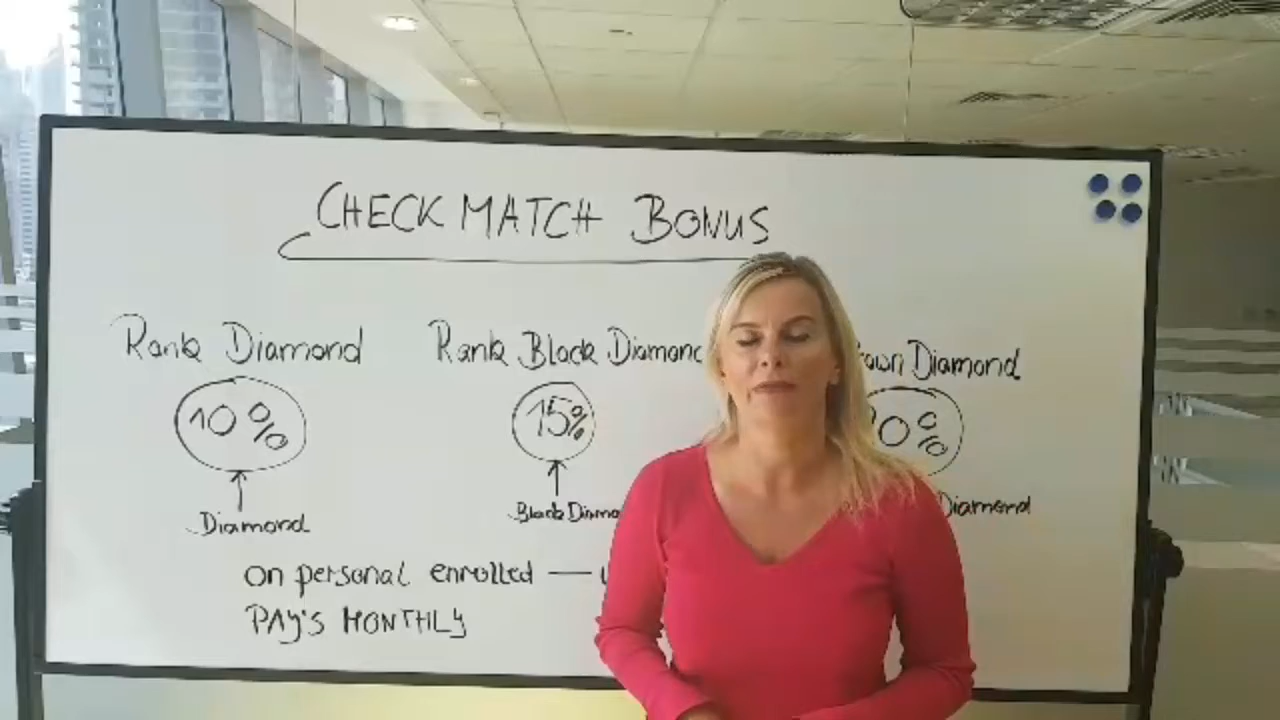 CHECK MATCH BONUS
Rank Diamond
Rank Black Diamond
Diamond
10%
15%
0%
Diamond
Black
Diamond
on personal enrolled —
PAY'S MONTHLY